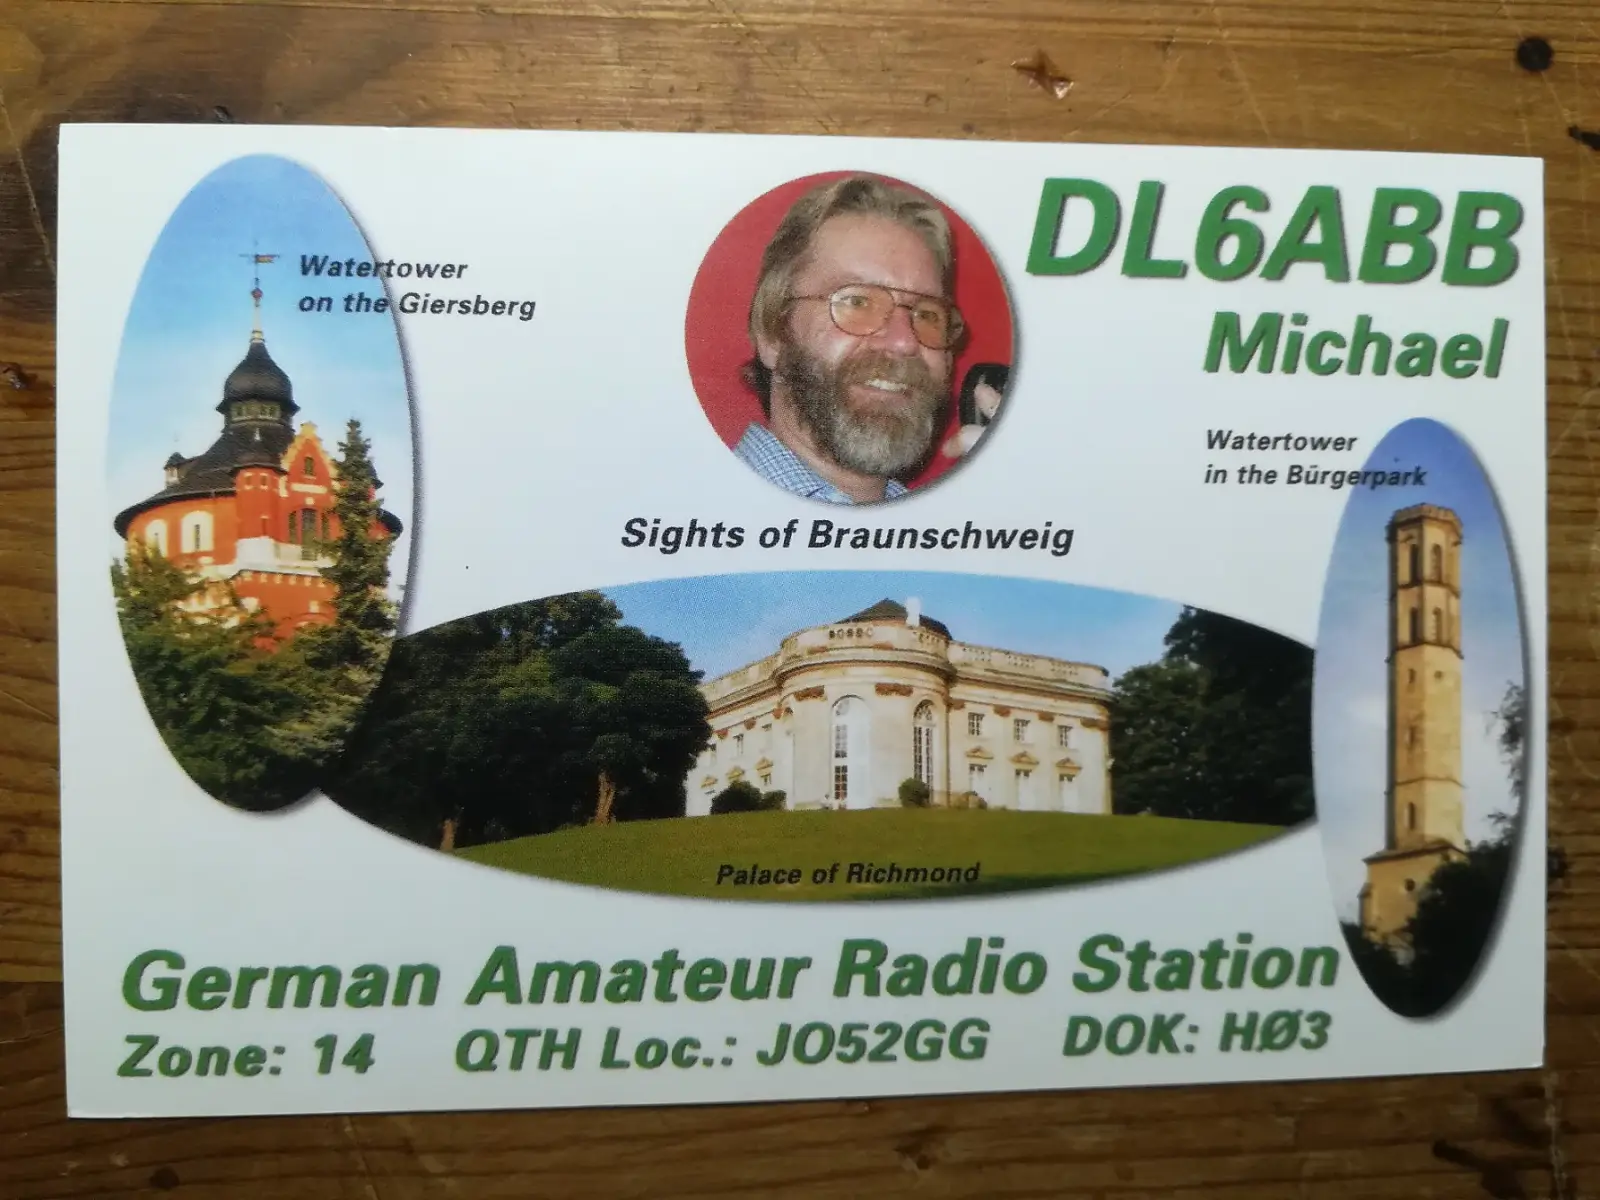 DL6ABB
Michael
Watertower
on the Giersberg
Watertower
in the Bürgerpark
Sights of Braunschweig
Palace of Richmond
German Amateur Radio Station
Zone: 14 QTH Loc.: JO52GG DOK: HØ3